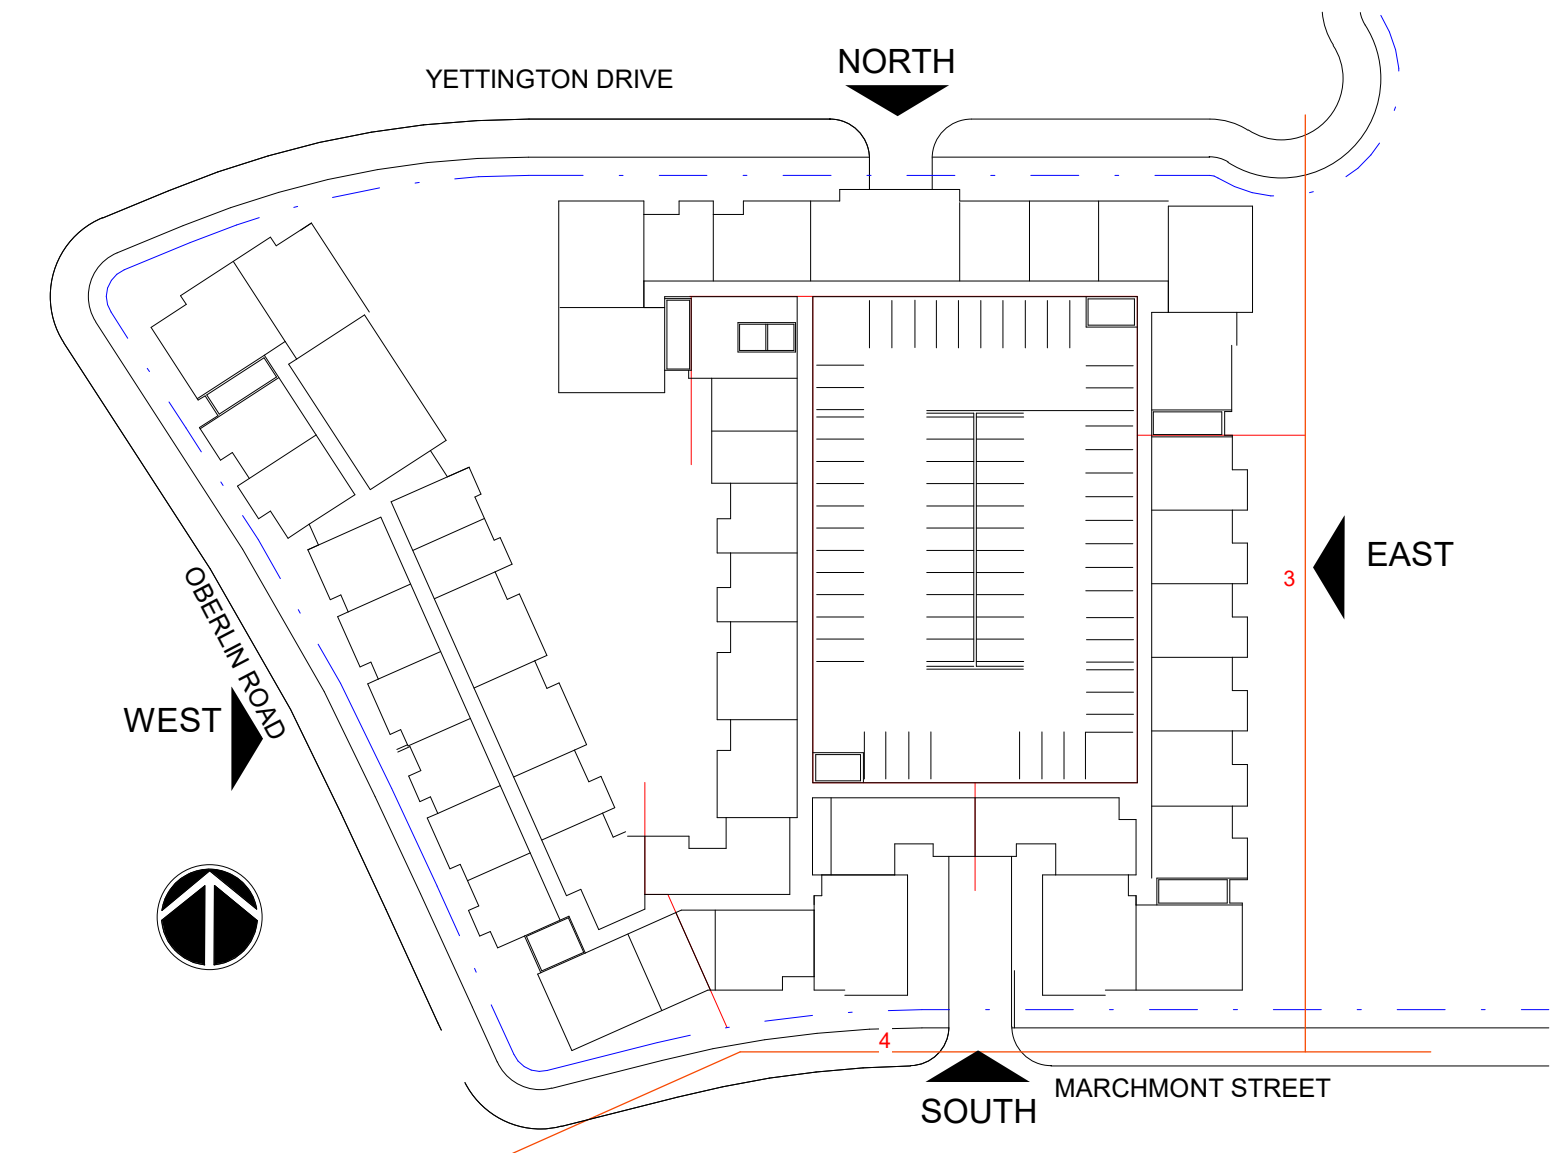 NORTH
YETTINGTON DRIVE
EAST
3
OBERLIN ROAD
WEST
4
MARCHMONT STREET
SOUTH